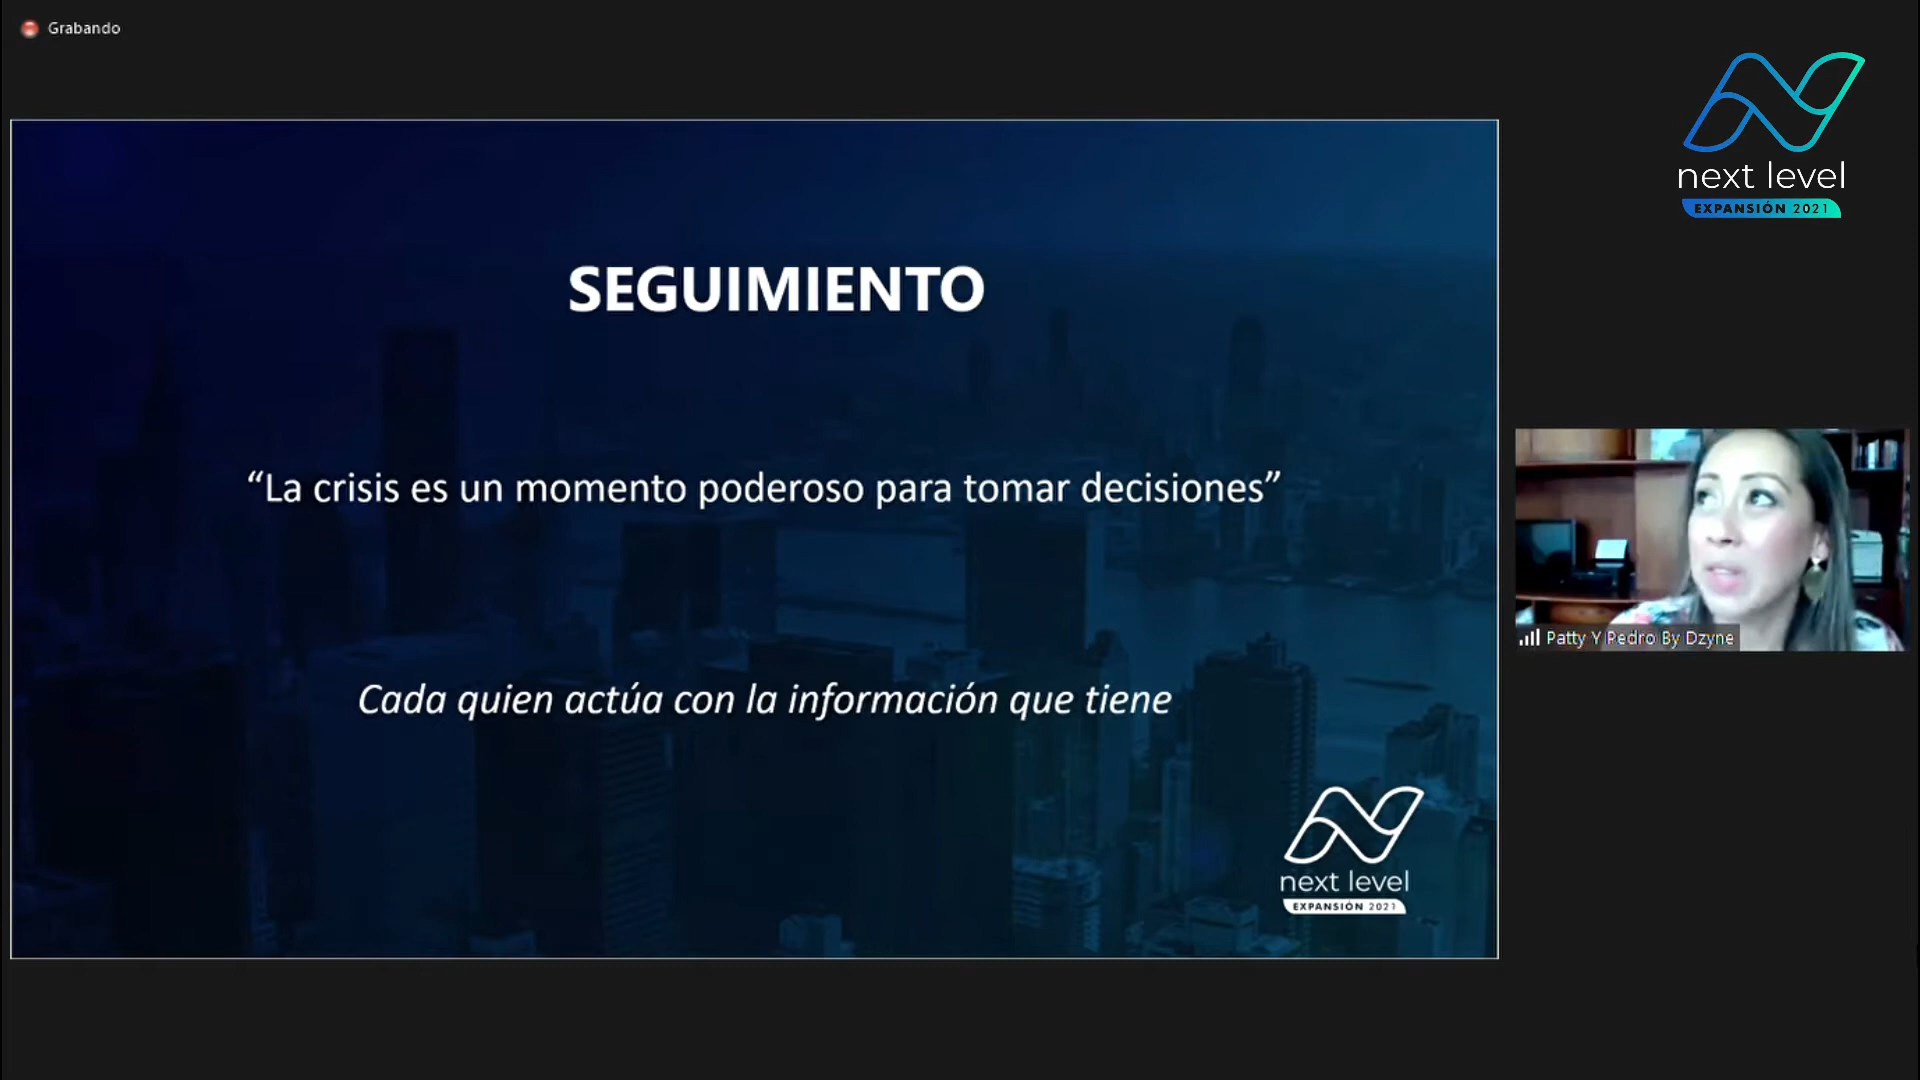 Grabando
next level
EXPANSIÓN 2021
SEGUIMIENTO
“La crisis es un momento poderoso para tomar decisiones”
Cada quien actúa con la información que tiene
Patty Y Pedro By Dzyne
next level
EXPANSIÓN 2021